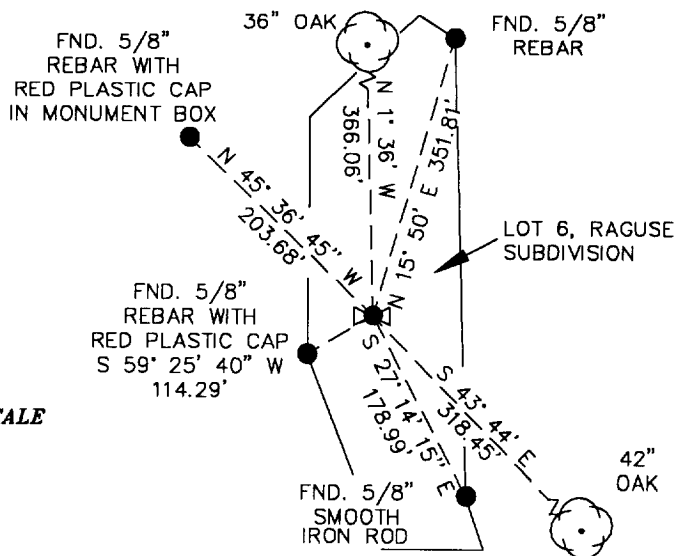 36" OAK
FND. 5/8"
REBAR
FND. 5/8"
REBAR WITH
RED PLASTIC CAP
IN MONUMENT BOX
N 1° 36' W
366.06'
N 15° 50' E 351.81'
N 45° 36' 45" W
203.68'
LOT 6, RAGUSE
SUBDIVISION
FND. 5/8"
REBAR WITH
RED PLASTIC CAP
S 59° 25' 40" W
114.29'
S 27° 14' 15" E
178.99'
S 43° 44' E
318.45'
42"
OAK
FND. 5/8"
SMOOTH
IRON ROD